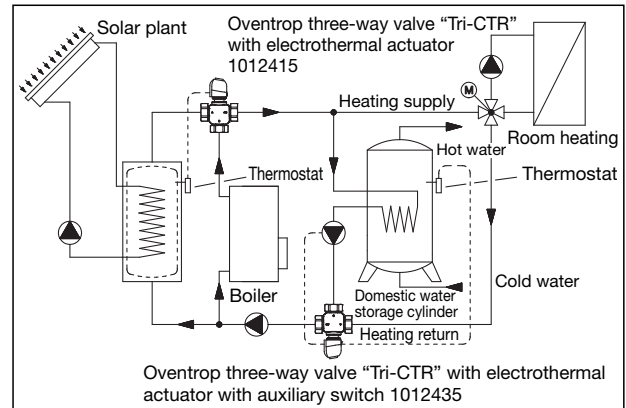 Solar plant
Oventrop three-way valve “Tri-CTR”
with electrothermal actuator
1012415
M
Heating supply
Room heating
Hot water
Thermostat
Thermostat
Boiler
Domestic water
storage cylinder
Cold water
Heating return
Oventrop three-way valve “Tri-CTR” with electrothermal
actuator with auxiliary switch 1012435